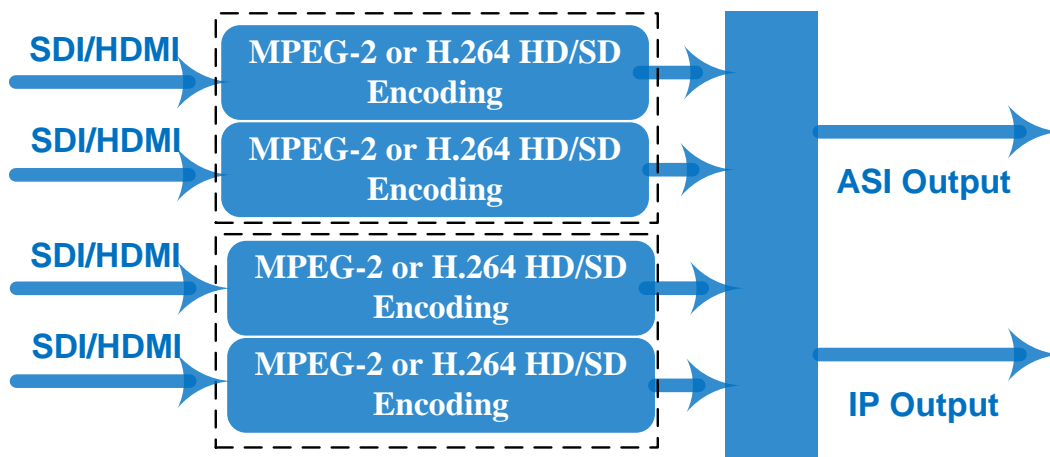 SDI/HDMI
MPEG-2 or H.264 HD/SD
Encoding
SDI/HDMI
MPEG-2 or H.264 HD/SD
Encoding
ASI Output
SDI/HDMI
MPEG-2 or H.264 HD/SD
Encoding
SDI/HDMI
MPEG-2 or H.264 HD/SD
Encoding
IP Output